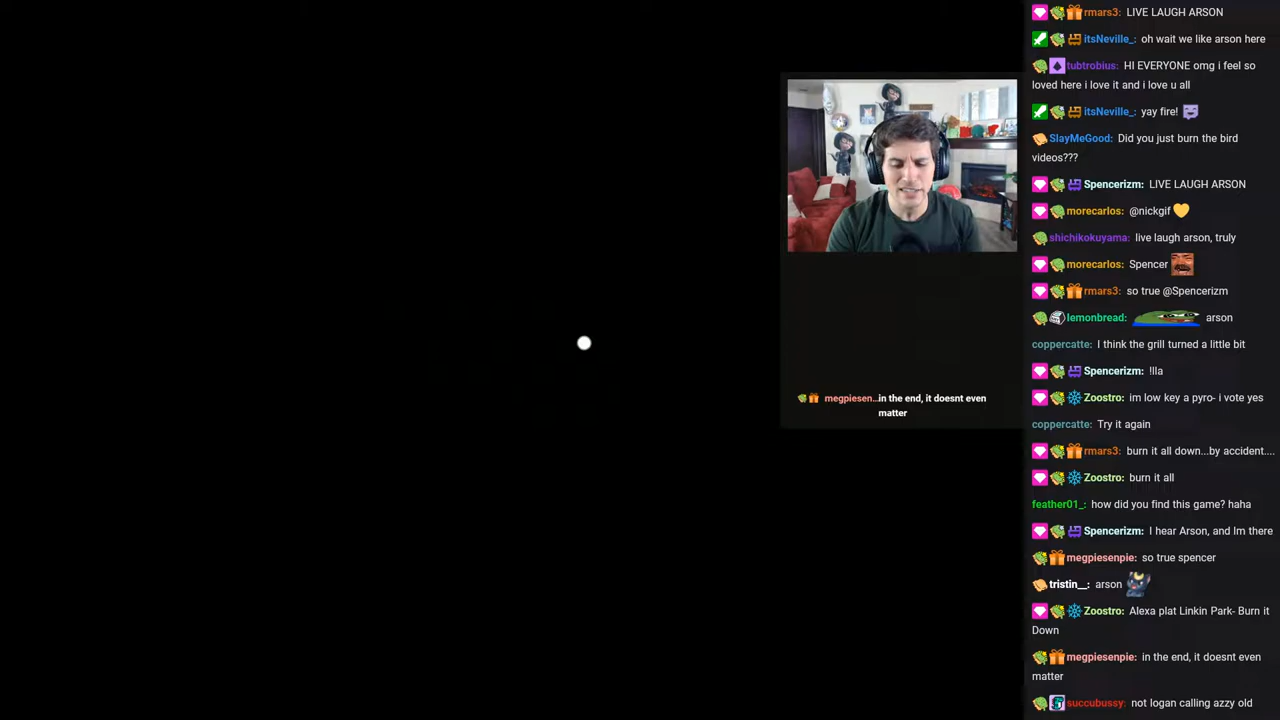 megpiesen...in the end, it doesnt even
matter
rmars3: LIVE LAUGH ARSON
itsNeville_: oh wait we like arson here
tubtrobius: HI EVERYONE omg i feel so
loved here i love it and i love u all
itsNeville_: yay fire!
SlayMeGood: Did you just burn the bird
videos???
Spencerizm: LIVE LAUGH ARSON
morecarlos: @nickgif
shichikokuyama: live laugh arson, truly
morecarlos: Spencer
rmars3: so true @Spencerizm
lemonbread: arson
coppercatte: I think the grill turned a little bit
Spencerizm: !lla
Zoostro: im low key a pyro- i vote yes
coppercatte: Try it again
rmars3: burn it all down...by accident....
Zoostro: burn it all
feather01_: how did you find this game? haha
Spencerizm: I hear Arson, and Im there
megpiesenpie: so true spencer
tristin__: arson
Zoostro: Alexa plat Linkin Park- Burn it
Down
megpiesenpie: in the end, it doesnt even
matter
succubussy: not logan calling azzy old